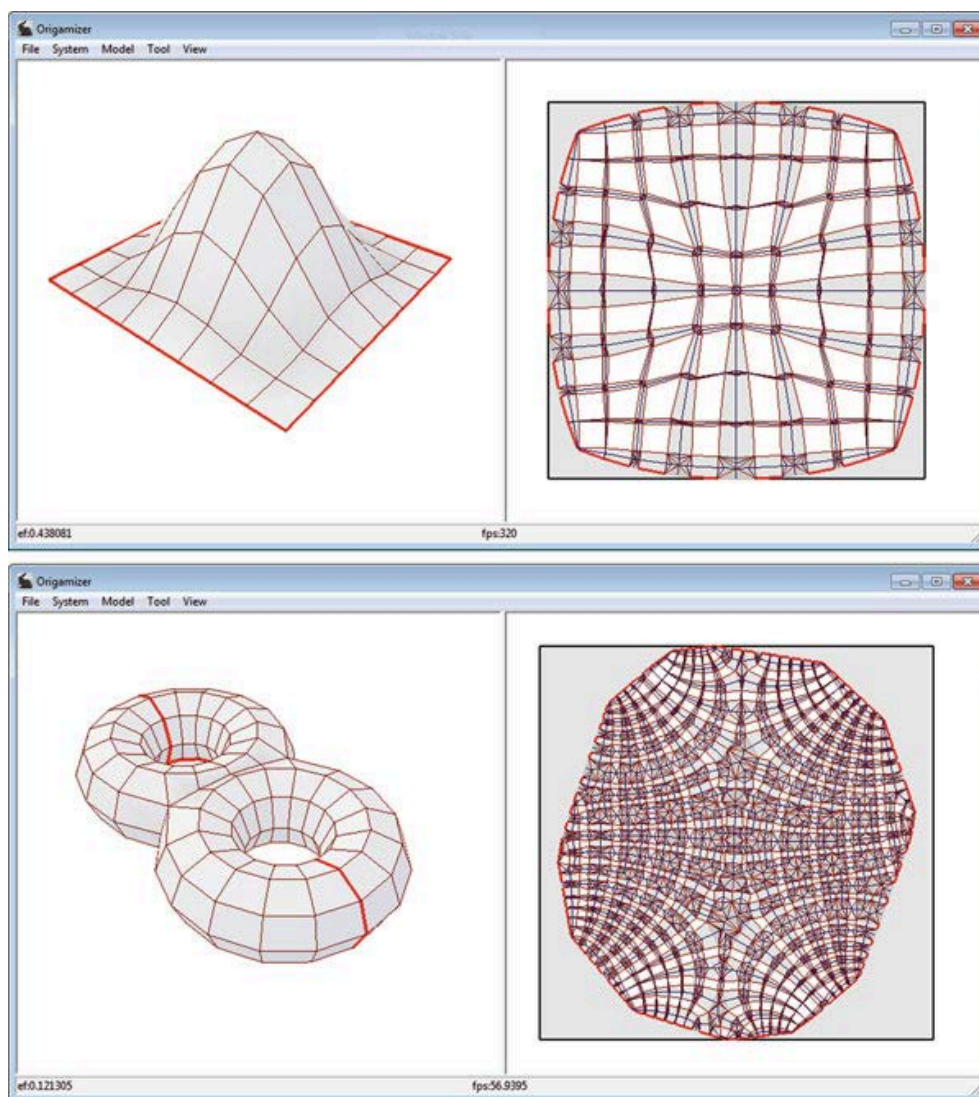 Origamizer
File System Model Tool View
ef:0.438081 fps:320
Origamizer
File System Model Tool View
ef:0.121305 fps:56.9395